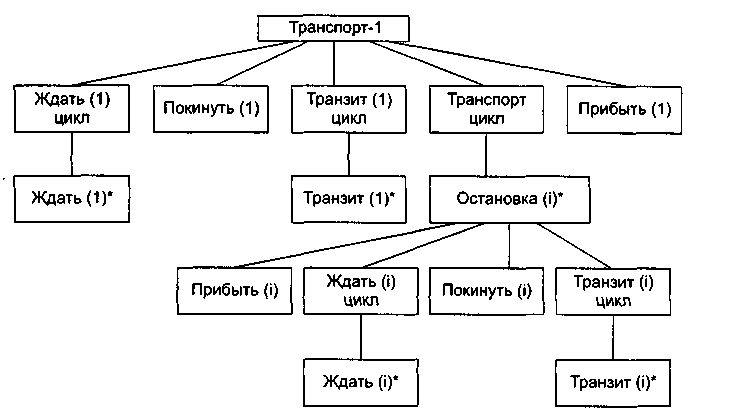 Транспорт-1
Ждать (1)
цикл
Покинуть (1)
Транзит (1)
цикл
Транспорт
цикл
Прибыть (1)
Ждать (1)*
Транзит (1)*
Остановка (i)*
Прибыть (i)
Ждать (i)
цикл
Покинуть (i)
Транзит (i)
цикл
Ждать (i)*
Транзит (i)*